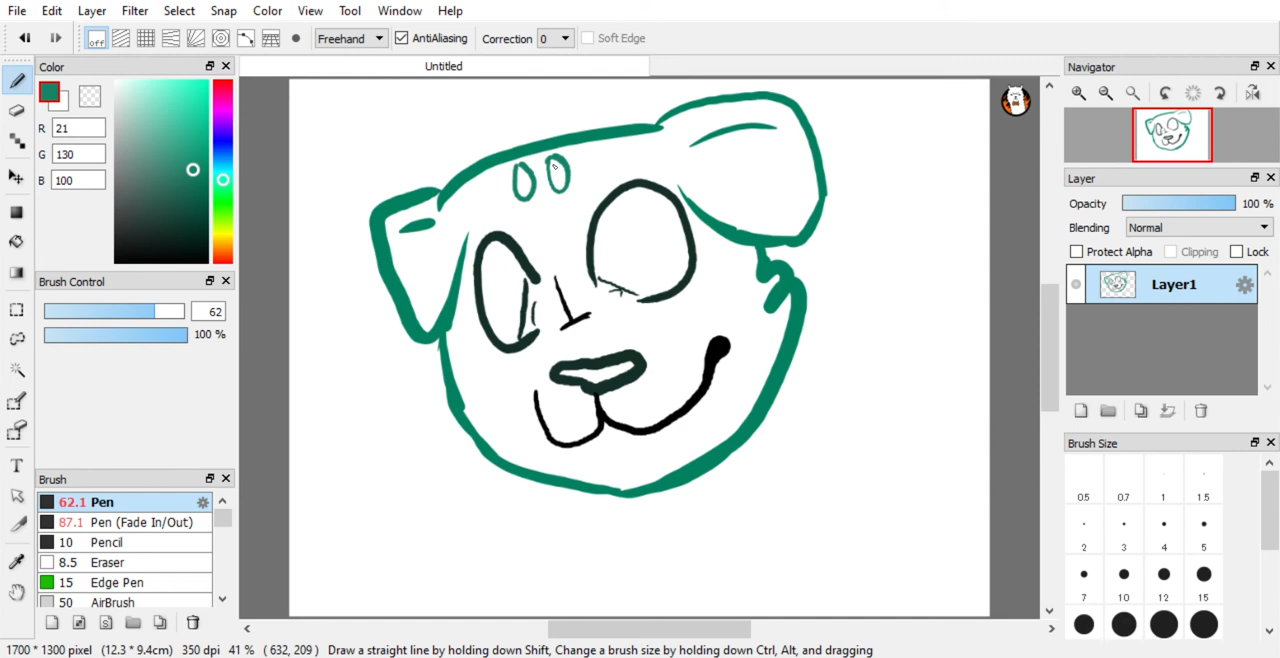 File Edit Layer Filter Select Snap Color View Tool Window Help
off Freehand AntiAliasing Correction 0 Soft Edge
Color
Untitled
Navigator
R 21
G 130
B 100
Layer
Opacity 100 %
Blending Normal
Protect Alpha Clipping Lock
Layer1
Brush Control
62
100 %
Brush Size
0.5 0.7 1 1.5
2 3 4 5
7 10 12 15
Brush
62.1 Pen
87.1 Pen (Fade In/Out)
10 Pencil
8.5 Eraser
15 Edge Pen
50 AirBrush
T
S
1700 * 1300 pixel (12.3 * 9.4cm) 350 dpi 41 % ( 632, 209 ) Draw a straight line by holding down Shift, Change a brush size by holding down Ctrl, Alt, and dragging